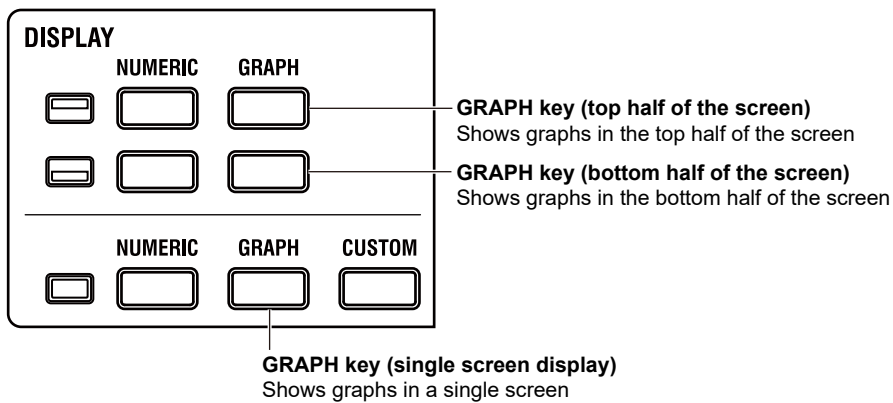 DISPLAY
NUMERIC GRAPH
GRAPH key (top half of the screen)
Shows graphs in the top half of the screen
GRAPH key (bottom half of the screen)
Shows graphs in the bottom half of the screen
NUMERIC GRAPH CUSTOM
GRAPH key (single screen display)
Shows graphs in a single screen